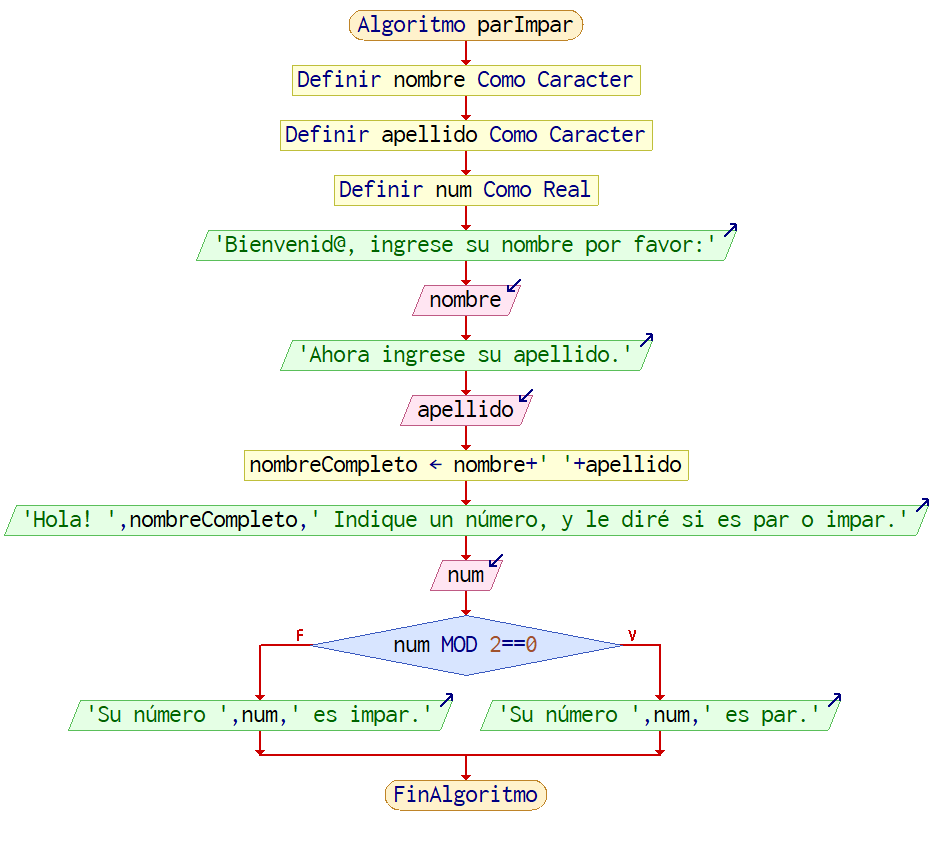 Algoritmo parImpar
Definir nombre Como Caracter
Definir apellido Como Caracter
Definir num Como Real
'Bienvenid@, ingrese su nombre por favor:'
nombre
'Ahora ingrese su apellido.'
apellido
nombreCompleto ← nombre+' '+apellido
'Hola! ',nombreCompleto,' Indique un número, y le diré si es par o impar.'
num
F
V
num MOD 2==0
'Su número ',num,' es impar.'
'Su número ',num,' es par.'
FinAlgoritmo